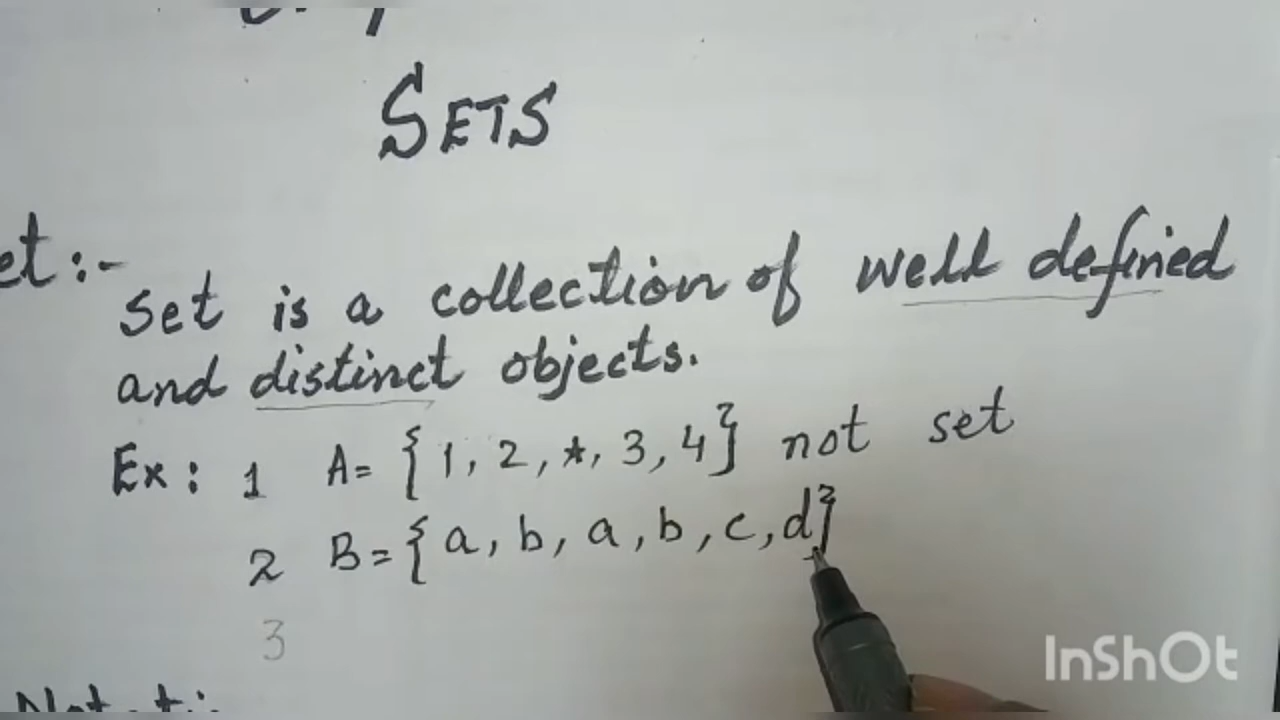 SETS
et :-
set is a collection of well defined
and distinct objects.
Ex : 1 A= {1, 2, *, 3, 4} not set
2 B= {a, b, a, b, c, d}
3
InShOt